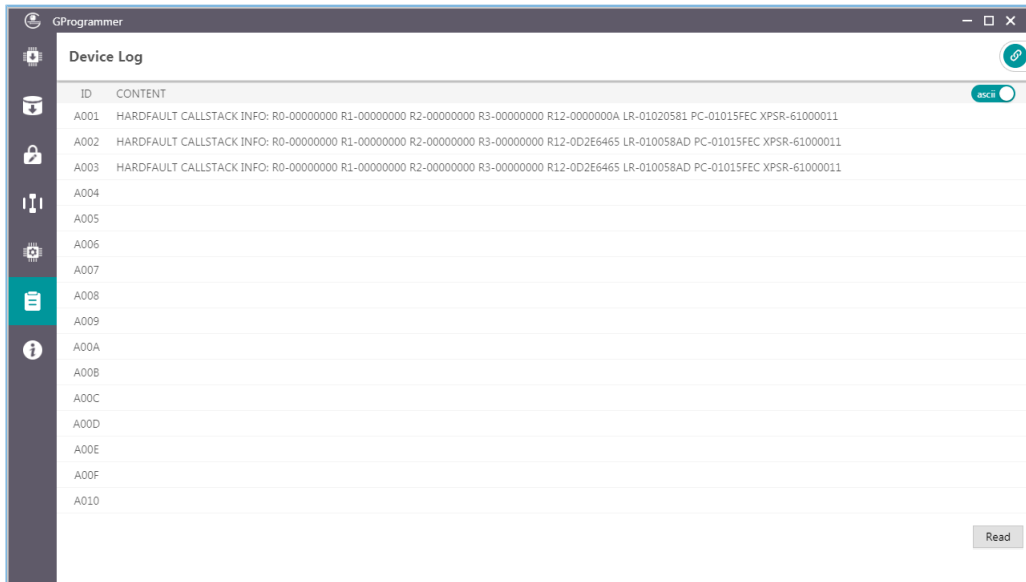 GProgrammer
Device Log
ID CONTENT ascii
A001 HARDFAULT CALLSTACK INFO: R0-00000000 R1-00000000 R2-00000000 R3-00000000 R12-0000000A LR-01020581 PC-01015FEC XPSR-61000011
A002 HARDFAULT CALLSTACK INFO: R0-00000000 R1-00000000 R2-00000000 R3-00000000 R12-0D2E6465 LR-010058AD PC-01015FEC XPSR-61000011
A003 HARDFAULT CALLSTACK INFO: R0-00000000 R1-00000000 R2-00000000 R3-00000000 R12-0D2E6465 LR-010058AD PC-01015FEC XPSR-61000011
A004
A005
A006
A007
A008
A009
A00A
A00B
A00C
A00D
A00E
A00F
A010
Read